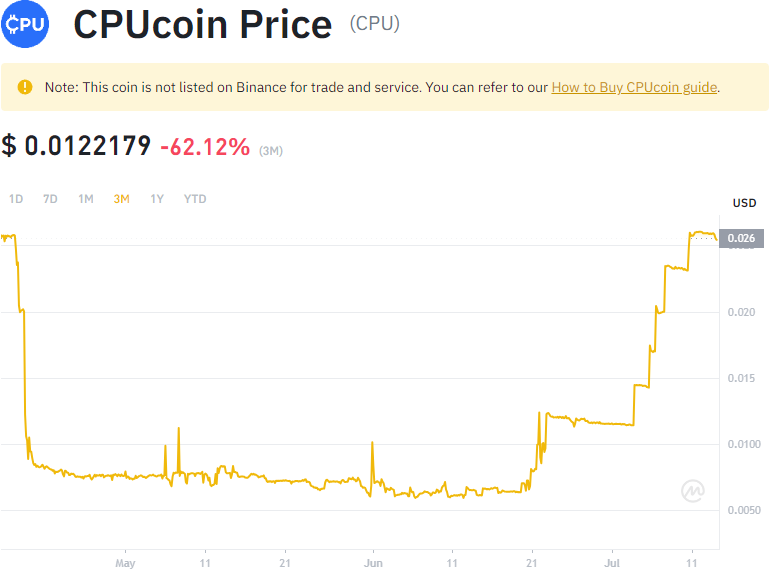 CPU
CPUcoin Price (CPU)
Note: This coin is not listed on Binance for trade and service. You can refer to our How to Buy CPUcoin guide.
$ 0.0122179 -62.12% (3M)
1D 7D 1M 3M 1Y YTD
USD
0.026
0.020
0.015
0.0100
0.0050
May 11 21 Jun 11 21 Jul 11